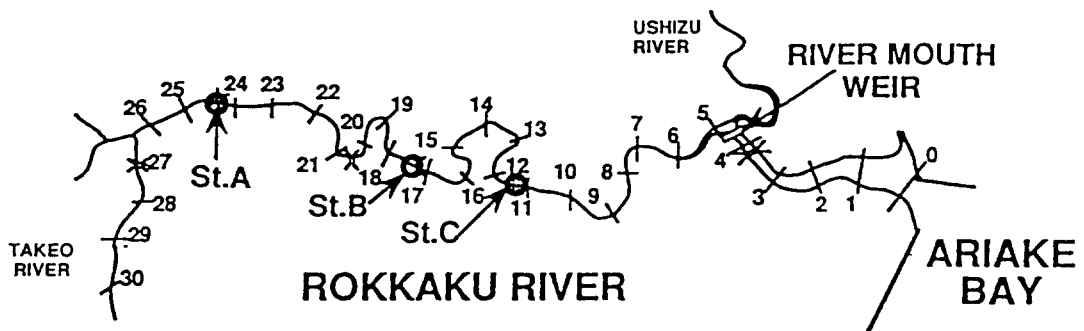 USHIZU
RIVER
RIVER MOUTH
WEIR
26
25
24
23
22
21
20
19
18
17
16
15
14
13
12
11
10
9
8
7
6
5
4
3
2
1
0
27
28
29
30
St.A
St.B
St.C
TAKEO
RIVER
ROKKAKU RIVER
ARIAKE
BAY